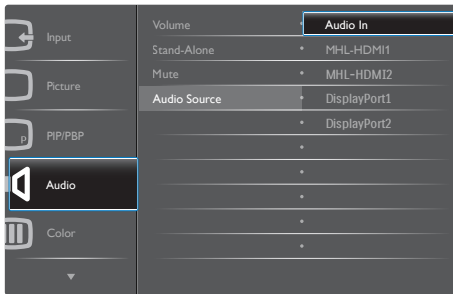 Input
Picture
P
PIP/PBP
Audio
Color
Volume
Stand-Alone
Mute
Audio Source
Audio In
MHL-HDMI1
MHL-HDMI2
DisplayPort1
DisplayPort2